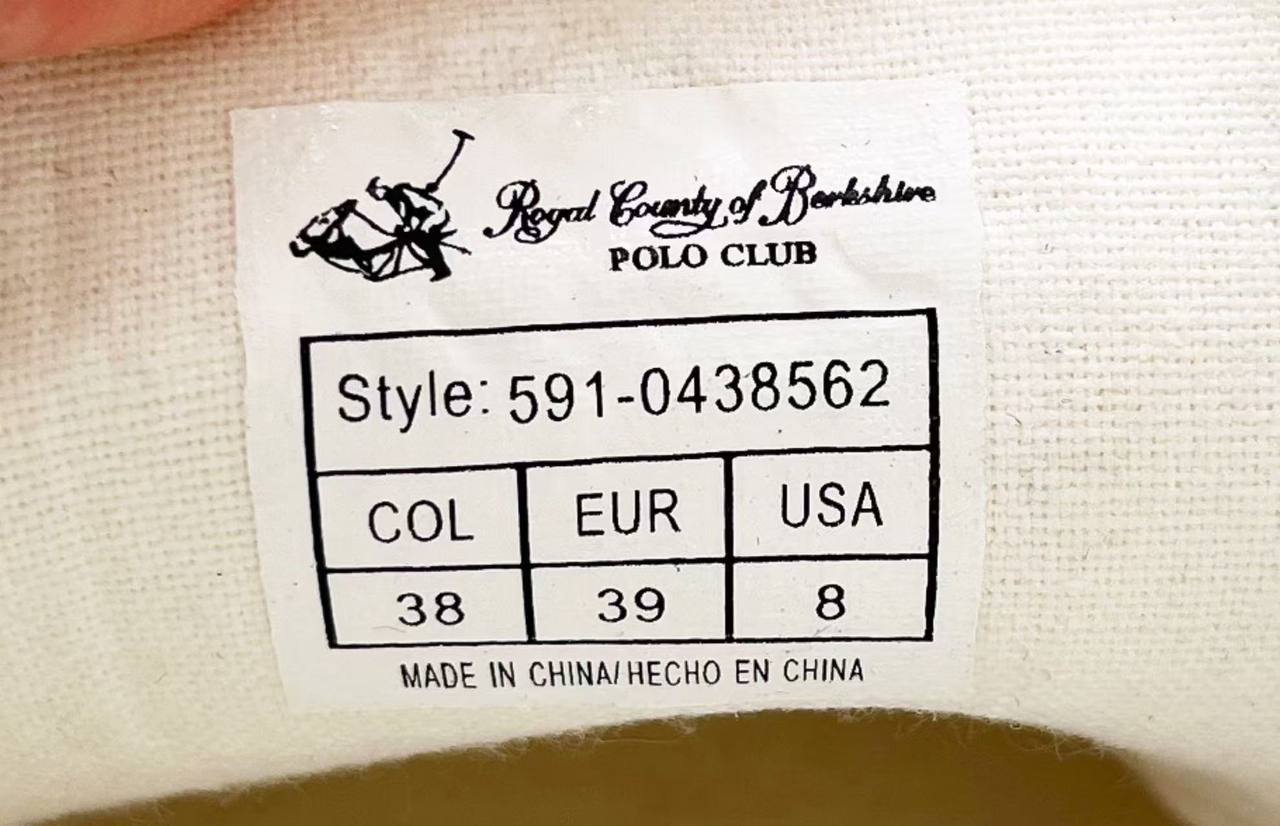 Royal County of Berkshire
POLO CLUB
Style: 591-0438562
COL EUR USA
38 39 8
MADE IN CHINA/HECHO EN CHINA